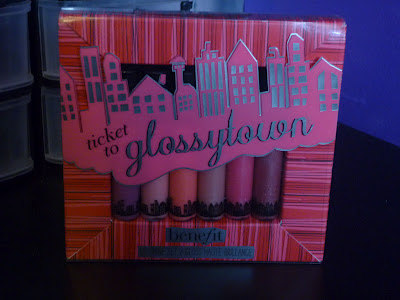 ticket
to glossytown
benefit